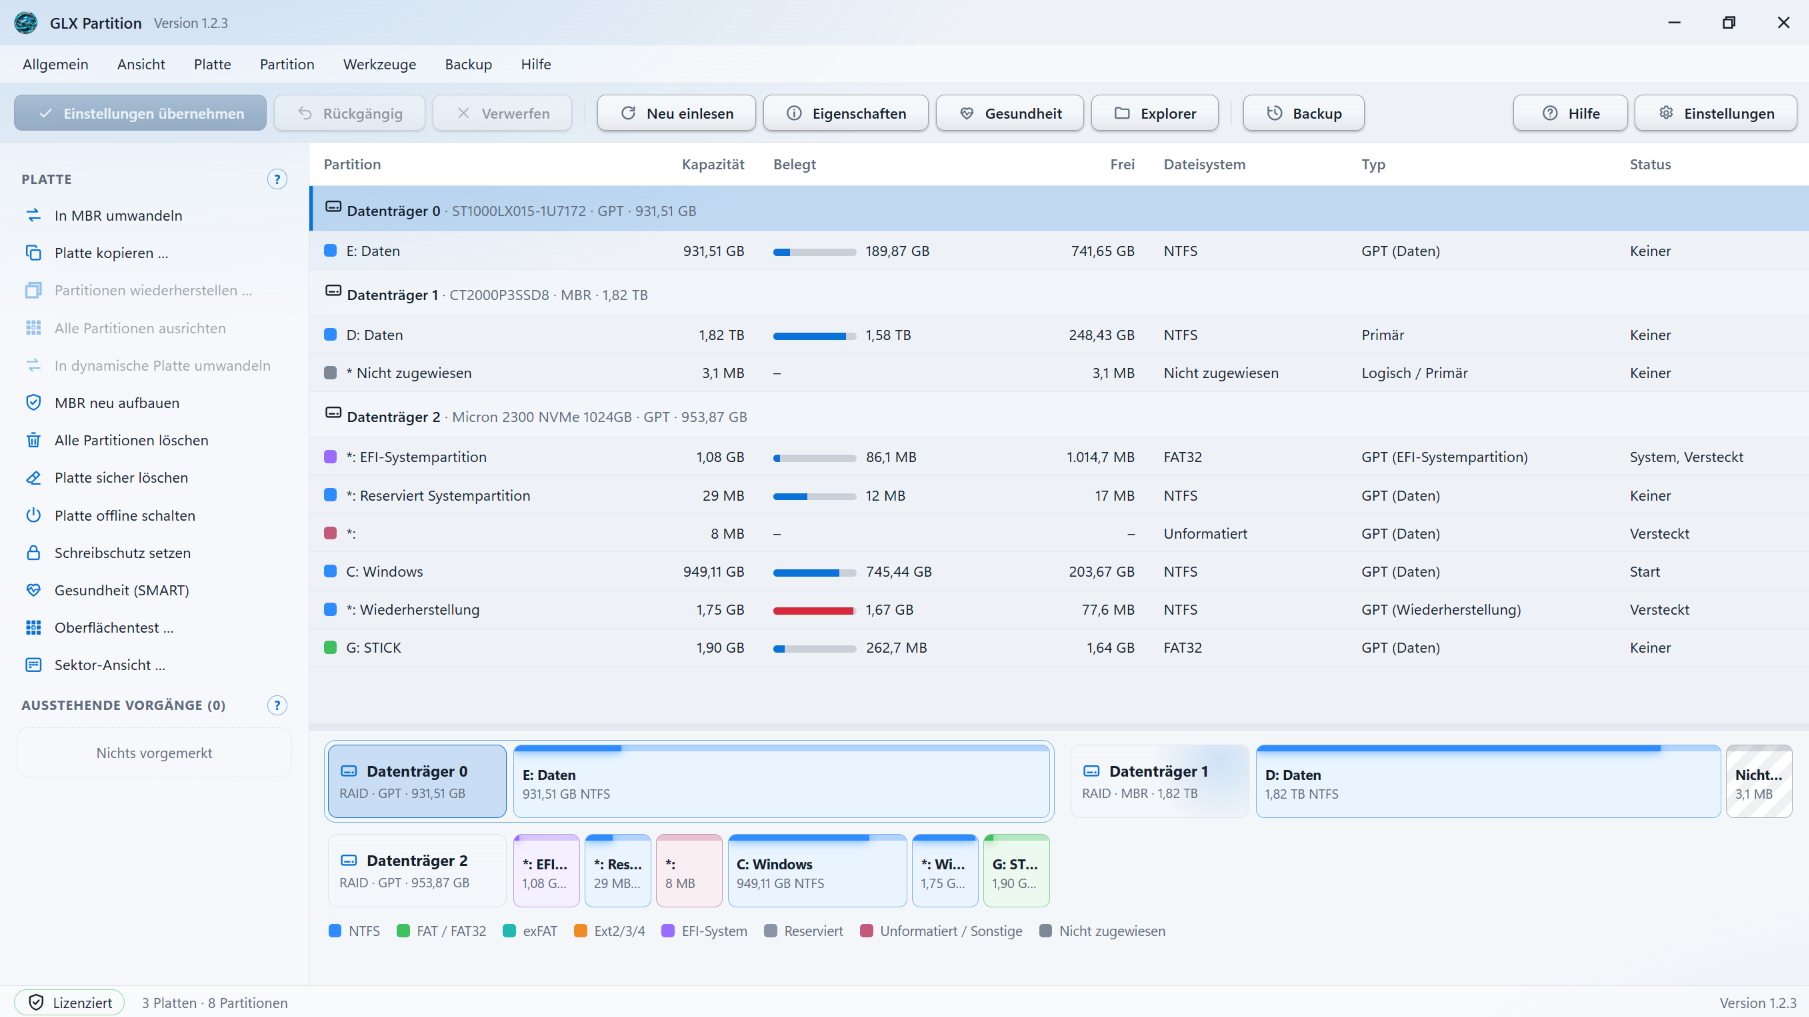 GLX Partition Version 1.2.3
Allgemein Ansicht Platte Partition Werkzeuge Backup Hilfe
Einstellungen übernehmen Rückgängig Verwerfen Neu einlesen Eigenschaften Gesundheit Explorer Backup Hilfe Einstellungen
PLATTE ?
In MBR umwandeln
Platte kopieren ...
Partitionen wiederherstellen ...
Alle Partitionen ausrichten
In dynamische Platte umwandeln
MBR neu aufbauen
Alle Partitionen löschen
Platte sicher löschen
Platte offline schalten
Schreibschutz setzen
Gesundheit (SMART)
Oberflächentest ...
Sektor-Ansicht ...
AUSSTEHENDE VORGÄNGE (0) ?
Nichts vorgemerkt
Partition Kapazität Belegt Frei Dateisystem Typ Status
Datenträger 0 · ST1000LX015-1U7172 · GPT · 931,51 GB
E: Daten 931,51 GB 189,87 GB 741,65 GB NTFS GPT (Daten) Keiner
Datenträger 1 · CT2000P3SSD8 · MBR · 1,82 TB
D: Daten 1,82 TB 1,58 TB 248,43 GB NTFS Primär Keiner
* Nicht zugewiesen 3,1 MB – 3,1 MB Nicht zugewiesen Logisch / Primär Keiner
Datenträger 2 · Micron 2300 NVMe 1024GB · GPT · 953,87 GB
*: EFI-Systempartition 1,08 GB 86,1 MB 1.014,7 MB FAT32 GPT (EFI-Systempartition) System, Versteckt
*: Reserviert Systempartition 29 MB 12 MB 17 MB NTFS GPT (Daten) Keiner
*: 8 MB – – Unformatiert GPT (Daten) Versteckt
C: Windows 949,11 GB 745,44 GB 203,67 GB NTFS GPT (Daten) Start
*: Wiederherstellung 1,75 GB 1,67 GB 77,6 MB NTFS GPT (Wiederherstellung) Versteckt
G: STICK 1,90 GB 262,7 MB 1,64 GB FAT32 GPT (Daten) Keiner
Datenträger 0
RAID · GPT · 931,51 GB
E: Daten
931,51 GB NTFS
Datenträger 1
RAID · MBR · 1,82 TB
D: Daten
1,82 TB NTFS
Nicht...
3,1 MB
Datenträger 2
RAID · GPT · 953,87 GB
*: EFI...
1,08 G...
*: Res...
29 MB...
*:
8 MB
C: Windows
949,11 GB NTFS
*: Wi...
1,75 G...
G: ST...
1,90 G...
NTFS FAT / FAT32 exFAT Ext2/3/4 EFI-System Reserviert Unformatiert / Sonstige Nicht zugewiesen
Lizenziert 3 Platten · 8 Partitionen Version 1.2.3